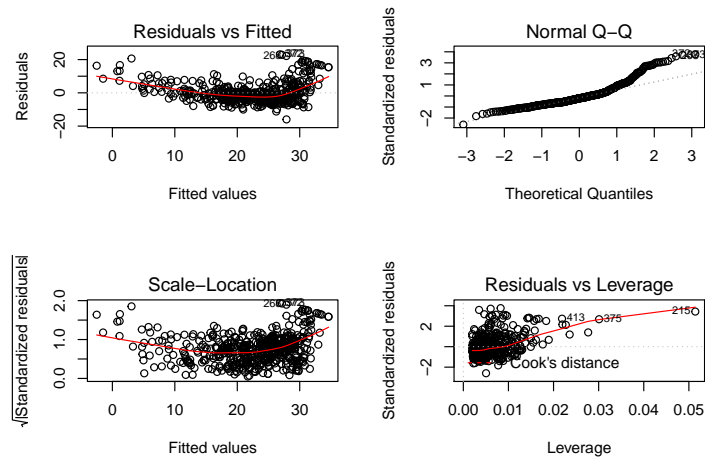 Residuals vs Fitted
Residuals
20
0
−20
0
10
20
30
Fitted values
Normal Q−Q
Standardized residuals
3
−2
−3
−2
−1
0
1
2
3
Theoretical Quantiles
Scale−Location
√|Standardized residuals|
2.0
1.0
0.0
0
10
20
30
Fitted values
Residuals vs Leverage
Standardized residuals
2
−2
413
375
215
Cook's distance
0.00
0.01
0.02
0.03
0.04
0.05
Leverage